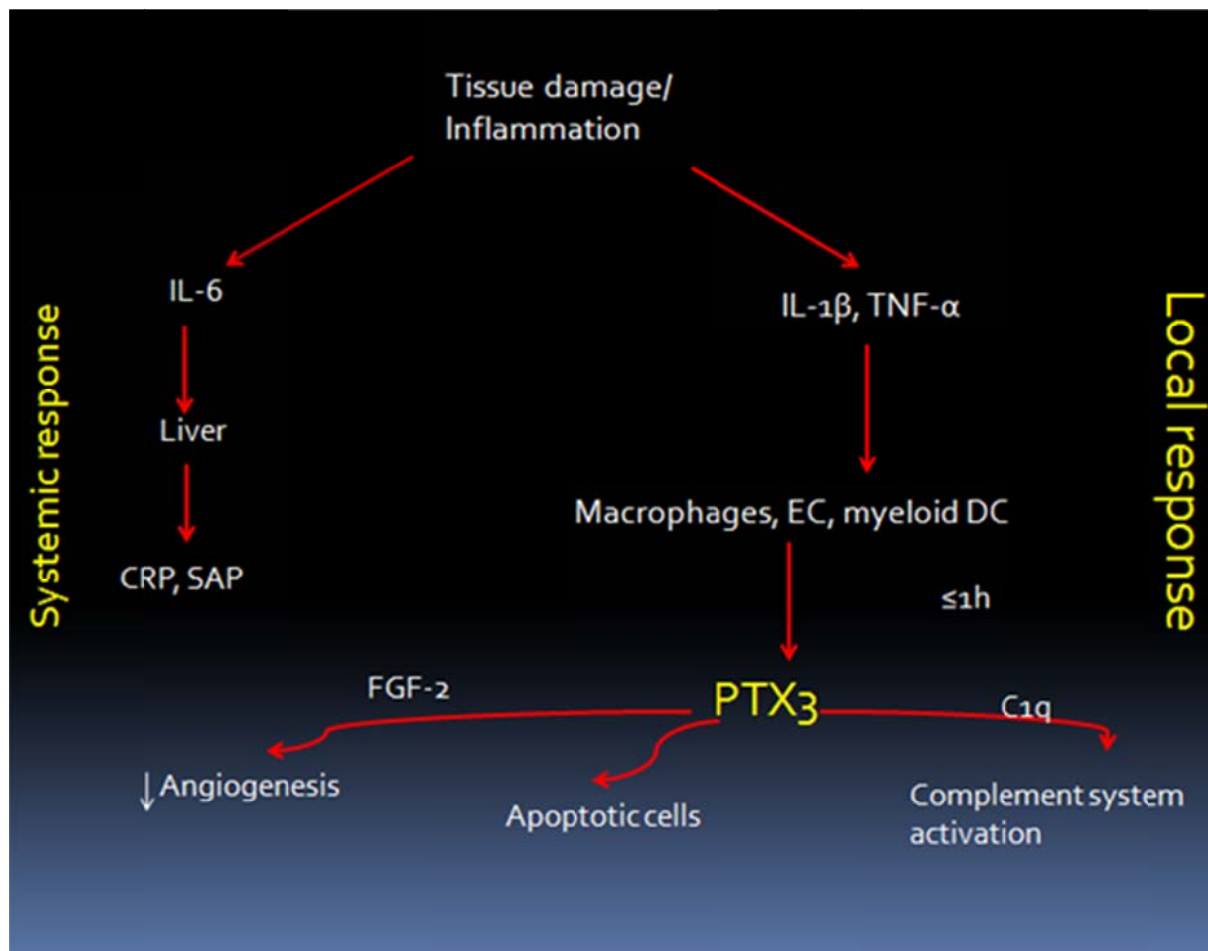 Tissue damage/
Inflammation
IL-6
IL-1β, TNF-α
Systemic response
Local response
Liver
Macrophages, EC, myeloid DC
CRP, SAP
≤1h
FGF-2
PTX3
C1q
↓ Angiogenesis
Apoptotic cells
Complement system
activation